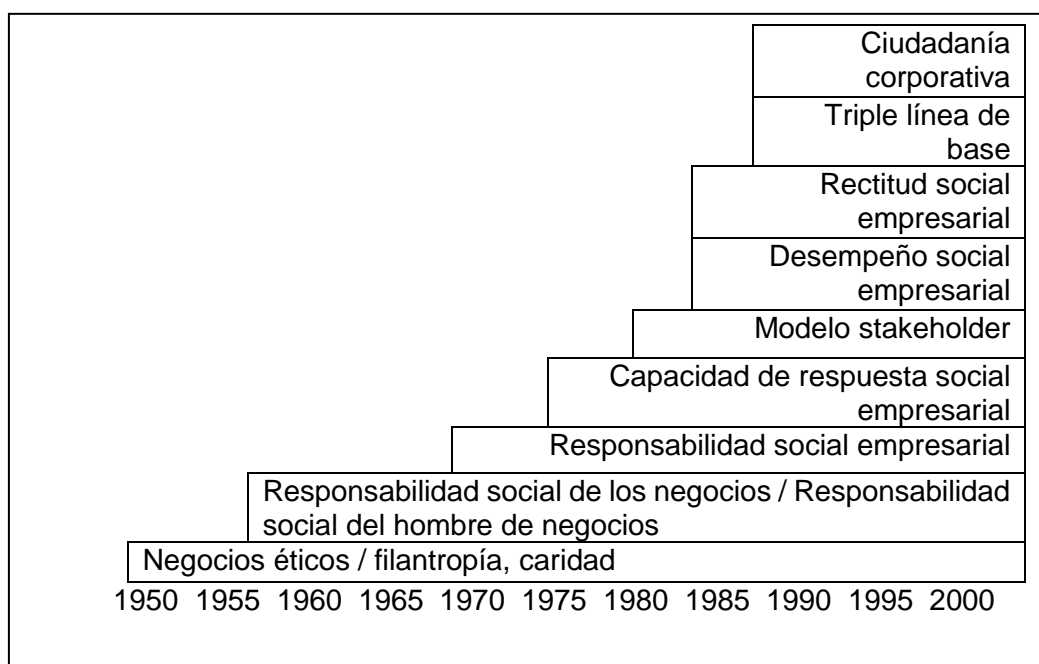 Ciudadanía
corporativa
Triple línea de
base
Rectitud social
empresarial
Desempeño social
empresarial
Modelo stakeholder
Capacidad de respuesta social
empresarial
Responsabilidad social empresarial
Responsabilidad social de los negocios / Responsabilidad
social del hombre de negocios
Negocios éticos / filantropía, caridad
1950 1955 1960 1965 1970 1975 1980 1985 1990 1995 2000